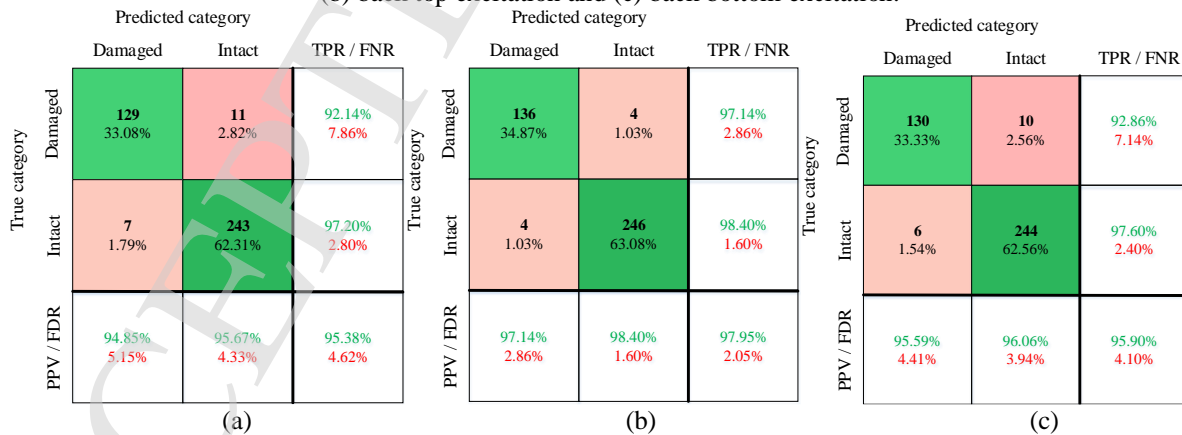 (b) back-top excitation and (c) back-bottom excitation.
Predicted category
Damaged Intact TPR / FNR
True category
Damaged
129
33.08%
11
2.82%
92.14%
7.86%
Intact
7
1.79%
243
62.31%
97.20%
2.80%
PPV / FDR
94.85%
5.15%
95.67%
4.33%
95.38%
4.62%
(a)
Predicted category
Damaged Intact TPR / FNR
True category
Damaged
136
34.87%
4
1.03%
97.14%
2.86%
Intact
4
1.03%
246
63.08%
98.40%
1.60%
PPV / FDR
97.14%
2.86%
98.40%
1.60%
97.95%
2.05%
(b)
Predicted category
Damaged Intact TPR / FNR
True category
Damaged
130
33.33%
10
2.56%
92.86%
7.14%
Intact
6
1.54%
244
62.56%
97.60%
2.40%
PPV / FDR
95.59%
4.41%
96.06%
3.94%
95.90%
4.10%
(c)
CEPTE